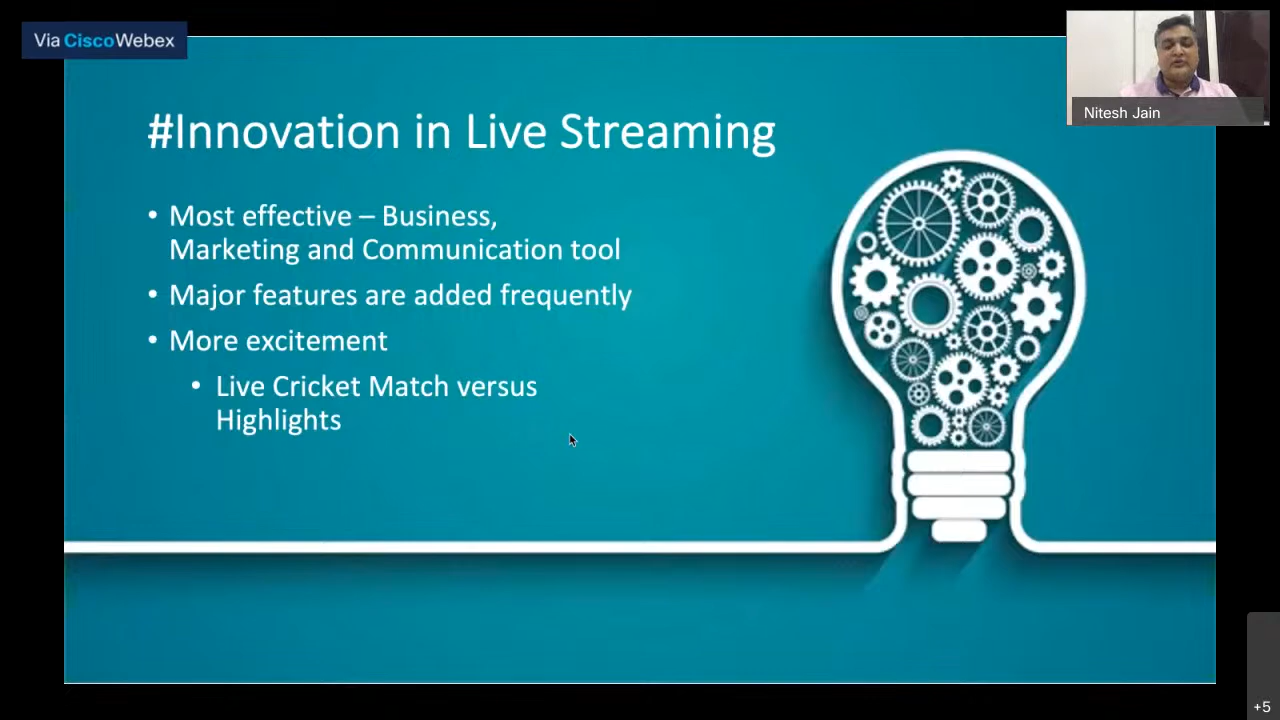 Via CiscoWebex
Nitesh Jain
#Innovation in Live Streaming
• Most effective – Business,
Marketing and Communication tool
• Major features are added frequently
• More excitement
• Live Cricket Match versus
Highlights
+5